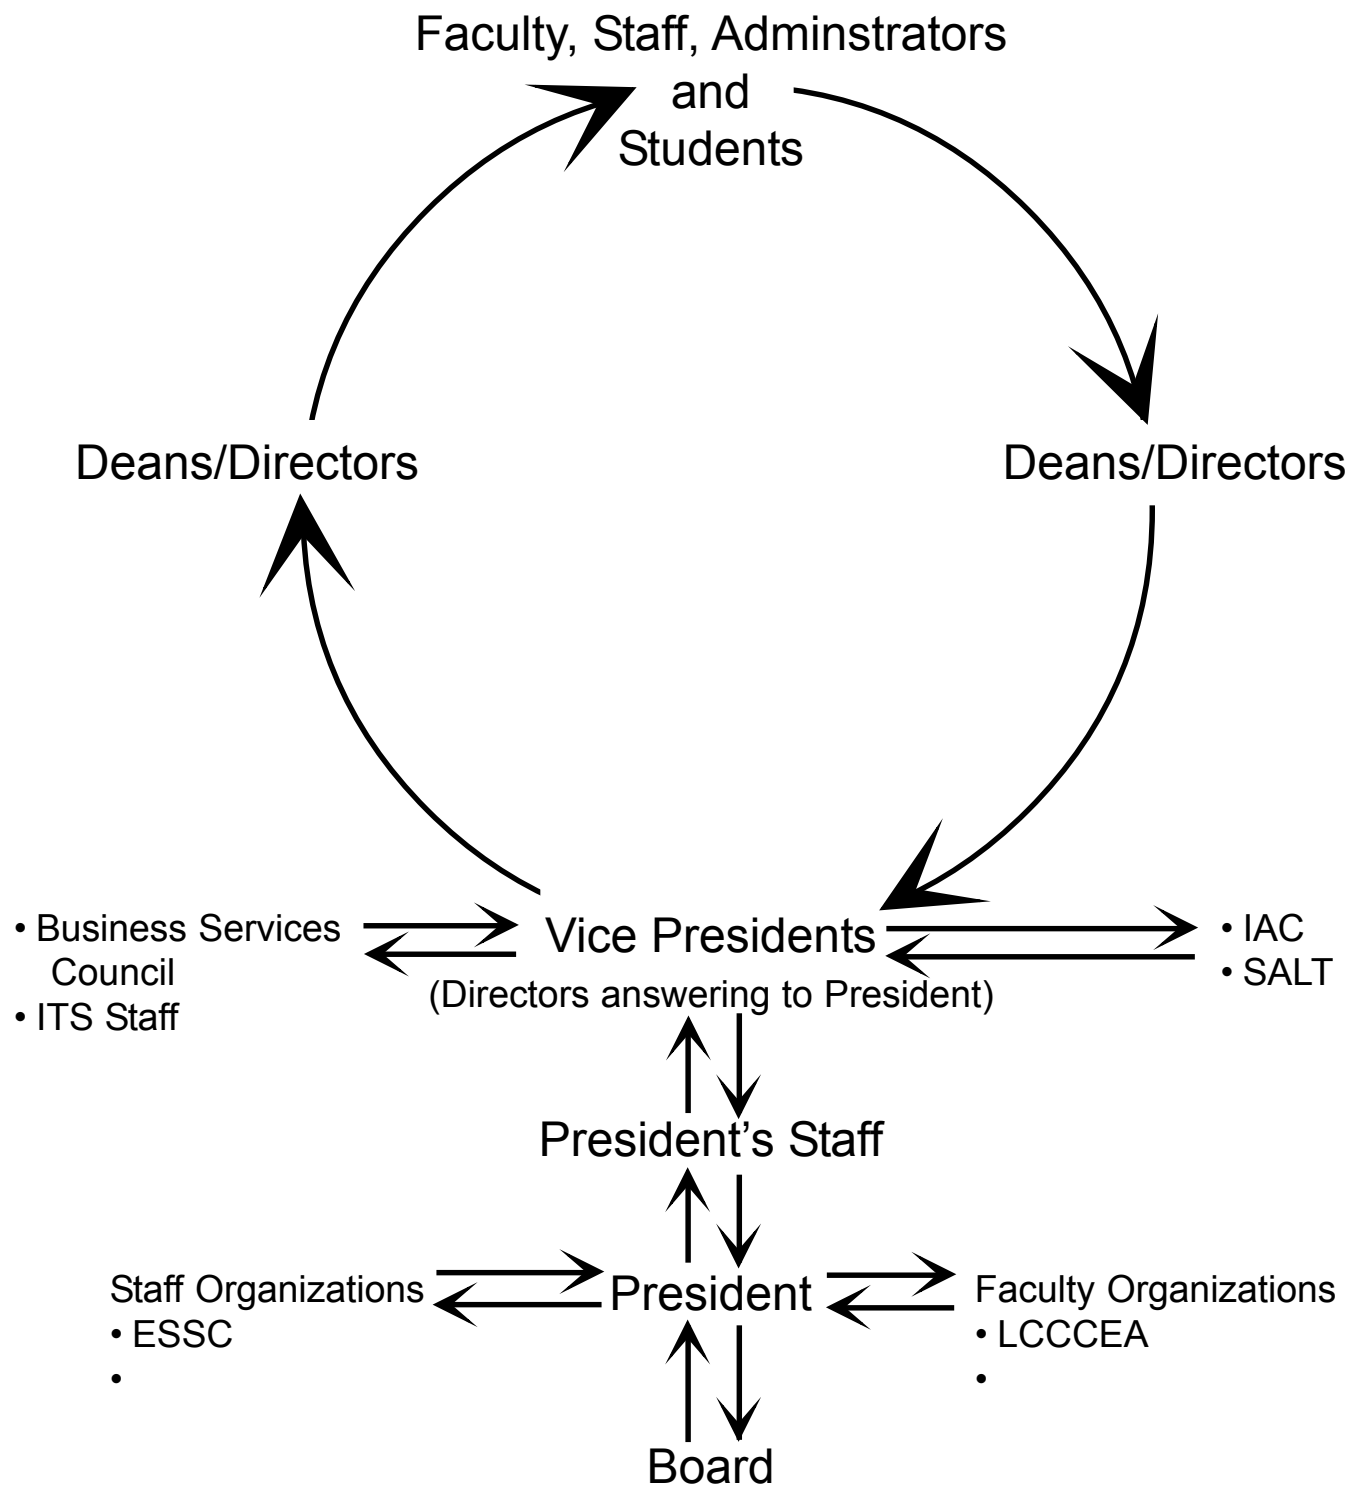 Faculty, Staff, Adminstrators
and
Students
Deans/Directors
Deans/Directors
• Business Services
Council
• ITS Staff
Vice Presidents
(Directors answering to President)
• IAC
• SALT
President’s Staff
Staff Organizations
• ESSC
•
President
Faculty Organizations
• LCCCEA
•
Board